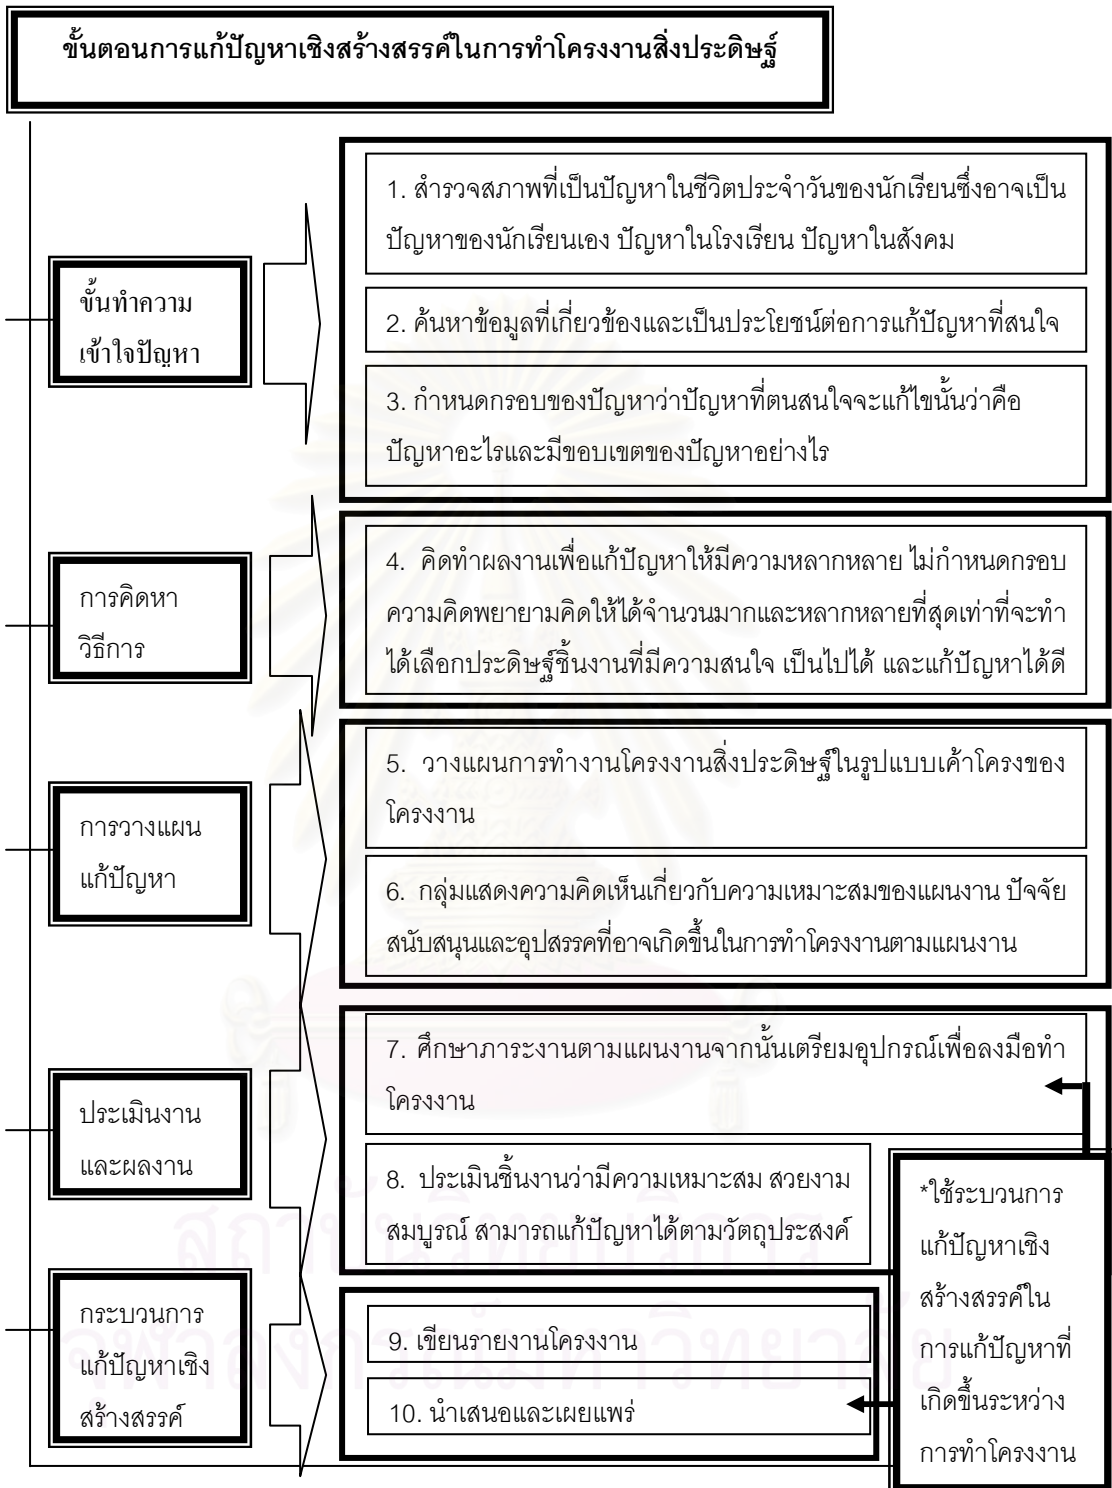 ขั้นตอนการแก้ปัญหาเชิงสร้างสรรค์ในการทำโครงงานสิ่งประดิษฐ์
ขั้นทำความ
เข้าใจปัญหา
1. สำรวจสภาพที่เป็นปัญหาในชีวิตประจำวันของนักเรียนซึ่งอาจเป็น
ปัญหาของนักเรียนเอง ปัญหาในโรงเรียน ปัญหาในสังคม
2. ค้นหาข้อมูลที่เกี่ยวข้องและเป็นประโยชน์ต่อการแก้ปัญหาที่สนใจ
3. กำหนดกรอบของปัญหาว่าปัญหาที่ตนสนใจจะแก้ไขนั้นว่าคือ
ปัญหาอะไรและมีขอบเขตของปัญหาอย่างไร
การคิดหา
วิธีการ
4. คิดทำผลงานเพื่อแก้ปัญหาให้มีความหลากหลาย ไม่กำหนดกรอบ
ความคิดพยายามคิดให้ได้จำนวนมากและหลากหลายที่สุดเท่าที่จะทำ
ได้เลือกประดิษฐ์ชิ้นงานที่มีความสนใจ เป็นไปได้ และแก้ปัญหาได้ดี
การวางแผน
แก้ปัญหา
5. วางแผนการทำงานโครงงานสิ่งประดิษฐ์ในรูปแบบเค้าโครงของ
โครงงาน
6. กลุ่มแสดงความคิดเห็นเกี่ยวกับความเหมาะสมของแผนงาน ปัจจัย
สนับสนุนและอุปสรรคที่อาจเกิดขึ้นในการทำโครงงานตามแผนงาน
ประเมินงาน
และผลงาน
7. ศึกษาภาระงานตามแผนงานจากนั้นเตรียมอุปกรณ์เพื่อลงมือทำ
โครงงาน
8. ประเมินชิ้นงานว่ามีความเหมาะสม สวยงาม
สมบูรณ์ สามารถแก้ปัญหาได้ตามวัตถุประสงค์
*ใช้ระบวนการ
แก้ปัญหาเชิง
สร้างสรรค์ใน
การแก้ปัญหาที่
เกิดขึ้นระหว่าง
การทำโครงงาน
กระบวนการ
แก้ปัญหาเชิง
สร้างสรรค์
9. เขียนรายงานโครงงาน
10. นำเสนอและเผยแพร่
สถาบันวิทยบริการ
จุฬาลงกรณ์มหาวิทยาลัย